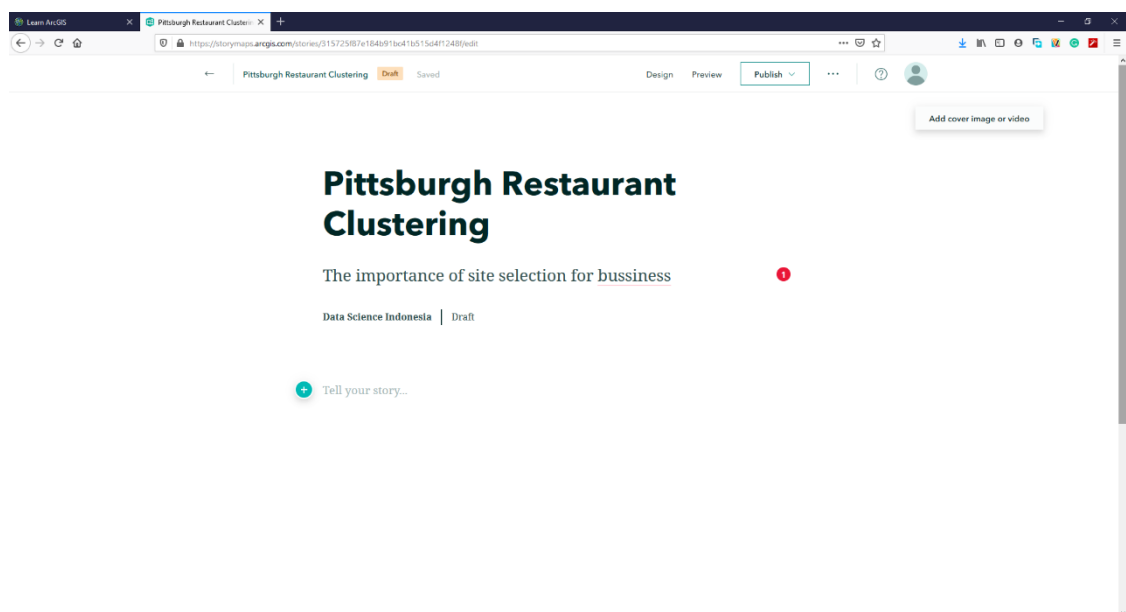 Learn ArcGIS
Pittsburgh Restaurant Clusterin
https://storymaps.arcgis.com/stories/315725f87e184b91bc41b515d4f1248f/edit
Pittsburgh Restaurant Clustering Draft Saved Design Preview Publish
Add cover image or video
Pittsburgh Restaurant
Clustering
The importance of site selection for bussiness
1
Data Science Indonesia Draft
Tell your story...